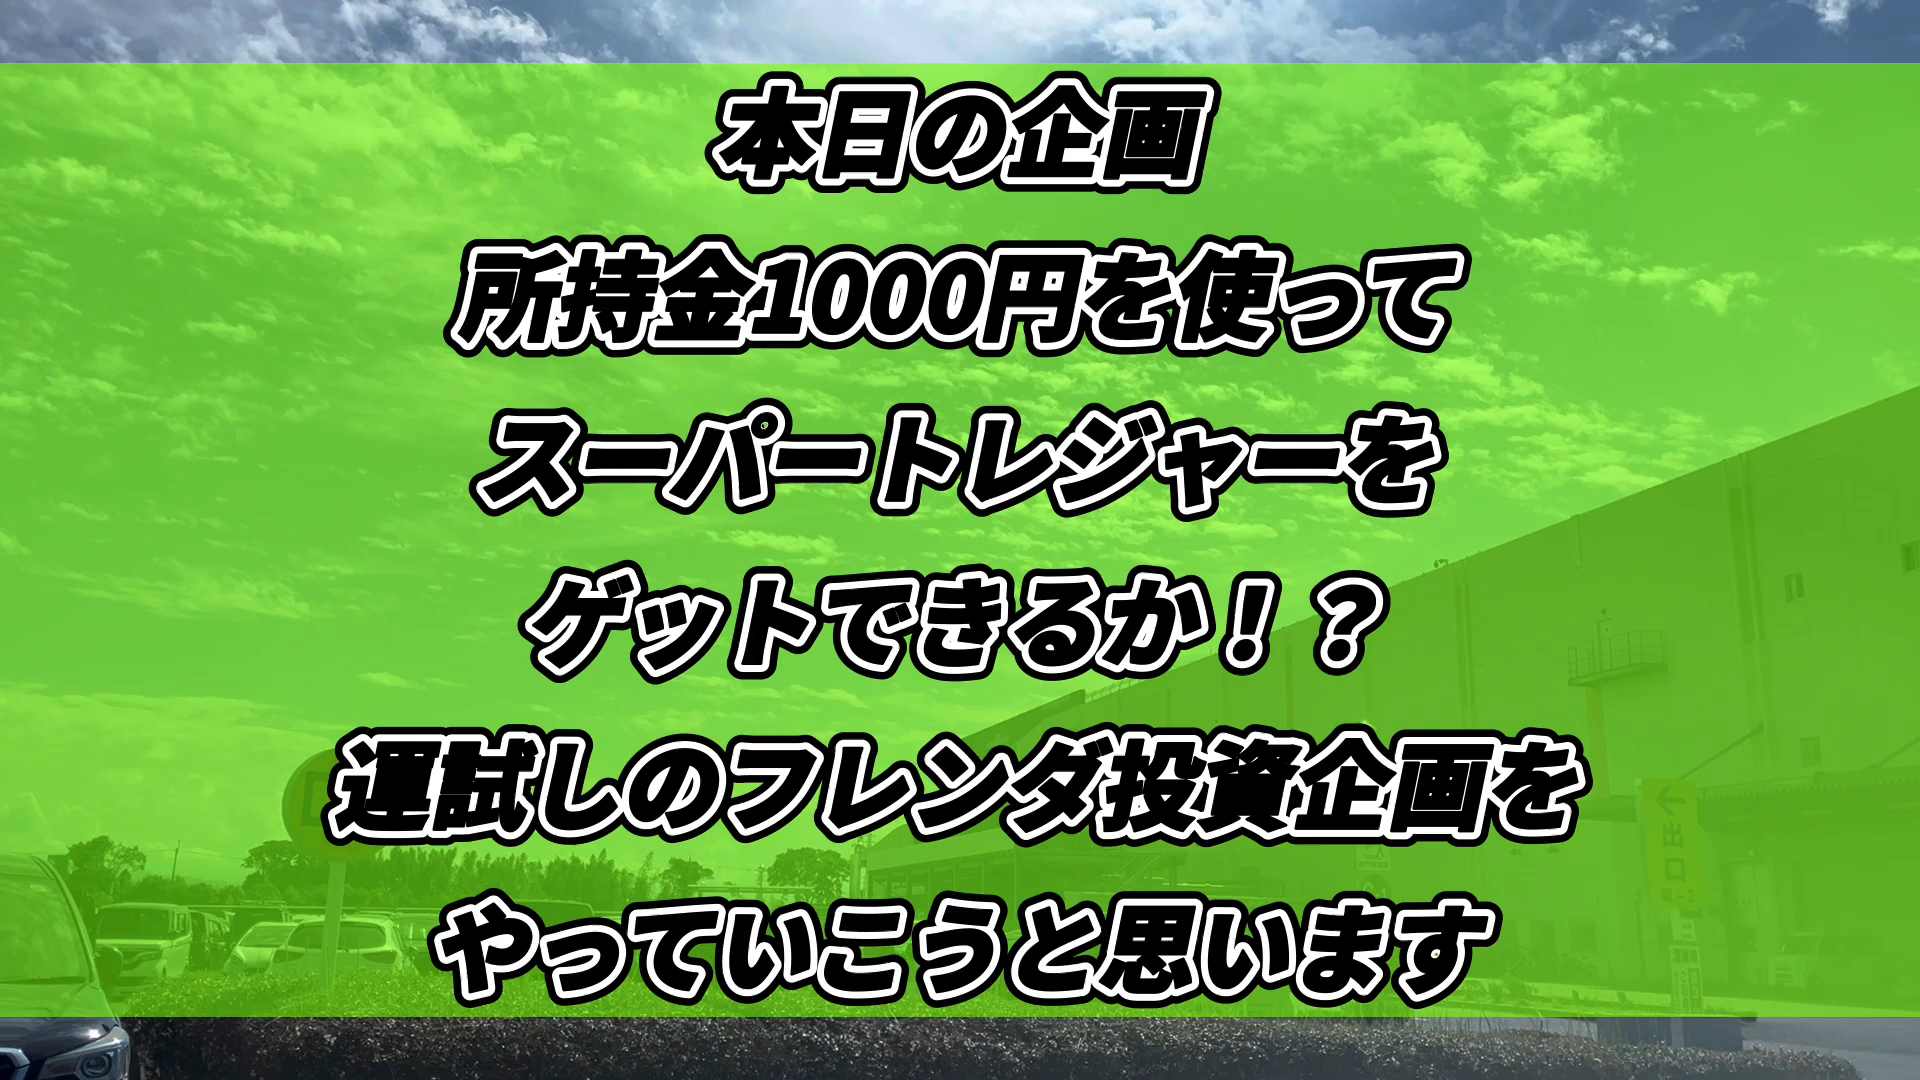 本日の企画
所持金1000円を使って
スーパートレジャーを
ゲットできるか！？
運試しのフレンダ投資企画を
やっていこうと思います
出口